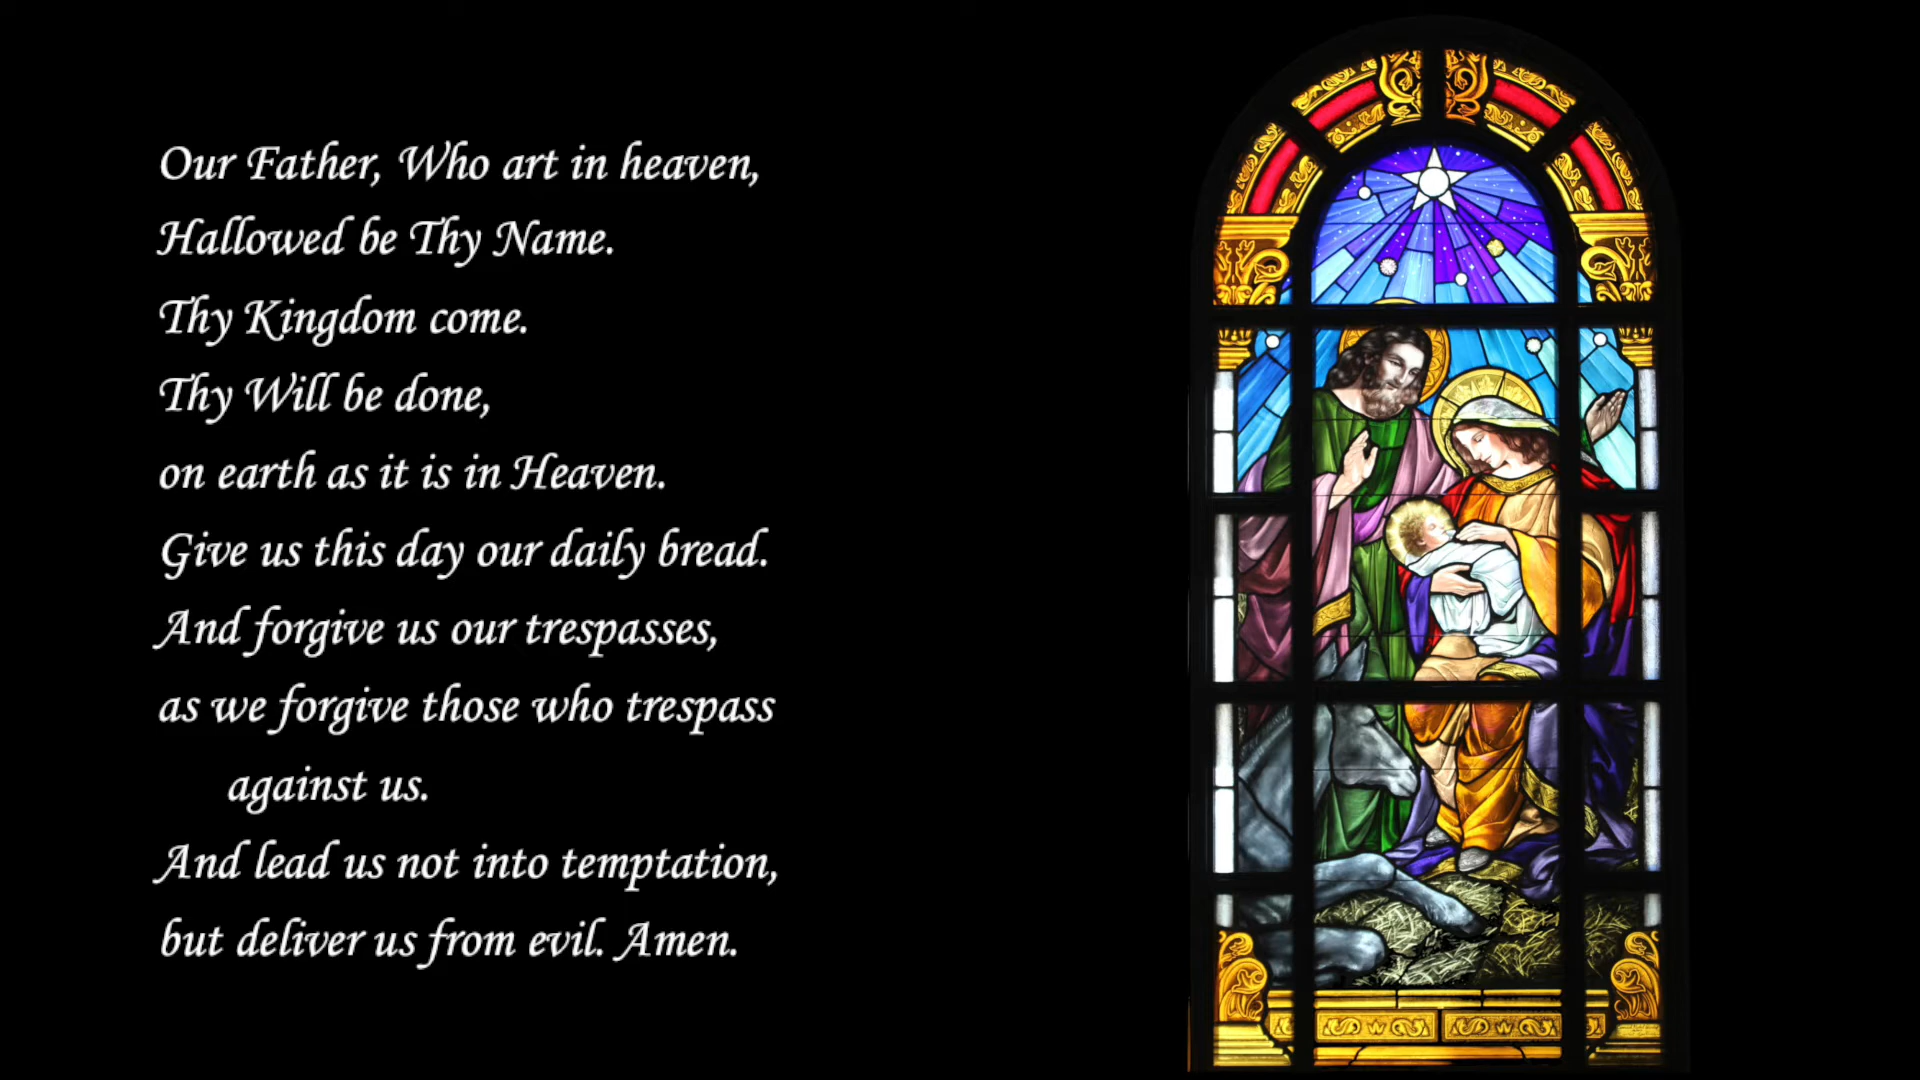 Our Father, Who art in heaven,
Hallowed be Thy Name.
Thy Kingdom come.
Thy Will be done,
on earth as it is in Heaven.
Give us this day our daily bread.
And forgive us our trespasses,
as we forgive those who trespass
against us.
And lead us not into temptation,
but deliver us from evil. Amen.